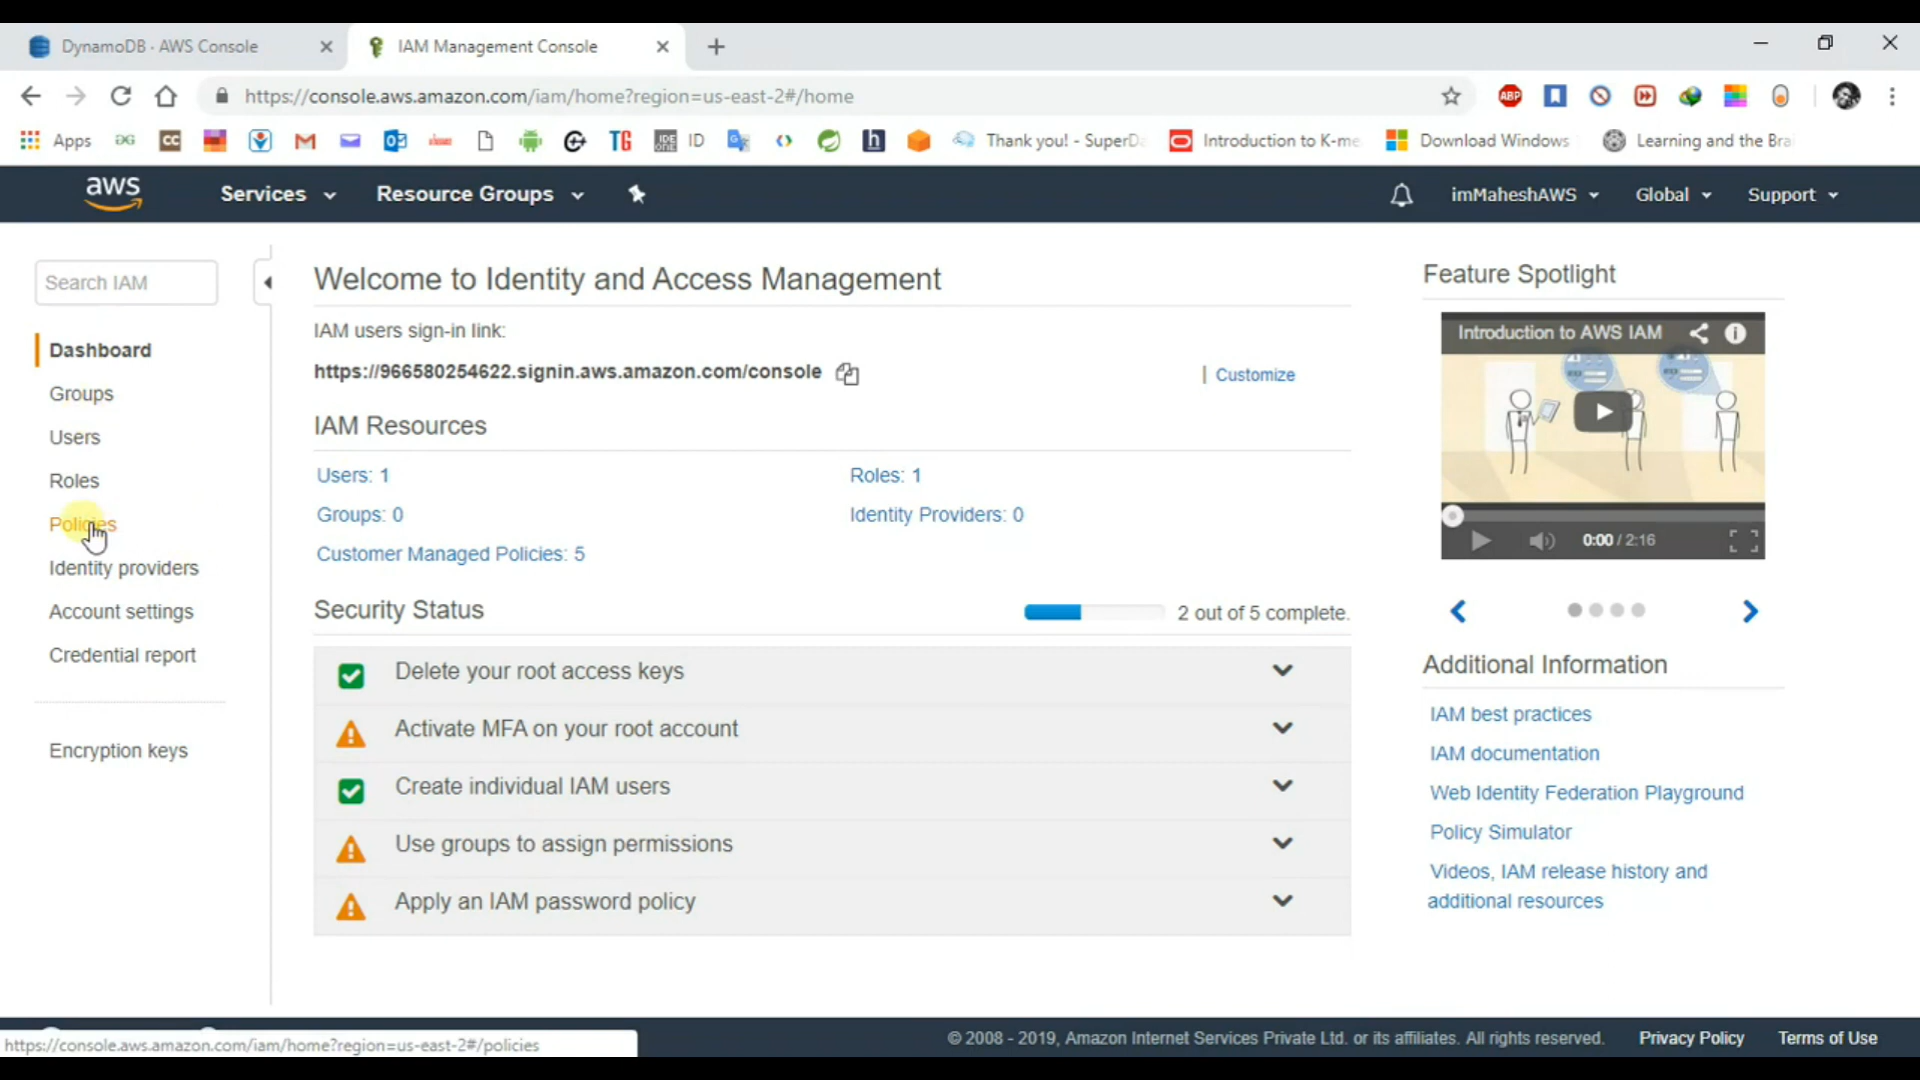 DynamoDB - AWS Console
IAM Management Console
https://console.aws.amazon.com/iam/home?region=us-east-2#/home
ABP
Apps
CC
TG
ID
h
Thank you! - SuperDa
Introduction to K-me
Download Windows
Learning and the Bra
aws
Services
Resource Groups
imMaheshAWS
Global
Support
Search IAM
Dashboard
Groups
Users
Roles
Policies
Identity providers
Account settings
Credential report
Encryption keys
Welcome to Identity and Access Management
IAM users sign-in link:
https://966580254622.signin.aws.amazon.com/console
| Customize
IAM Resources
Users: 1
Roles: 1
Groups: 0
Identity Providers: 0
Customer Managed Policies: 5
Security Status
2 out of 5 complete.
Delete your root access keys
Activate MFA on your root account
Create individual IAM users
Use groups to assign permissions
Apply an IAM password policy
Feature Spotlight
Introduction to AWS IAM
0:00 / 2:16
Additional Information
IAM best practices
IAM documentation
Web Identity Federation Playground
Policy Simulator
Videos, IAM release history and
additional resources
https://console.aws.amazon.com/iam/home?region=us-east-2#/policies
© 2008 - 2019, Amazon Internet Services Private Ltd. or its affiliates. All rights reserved.
Privacy Policy
Terms of Use